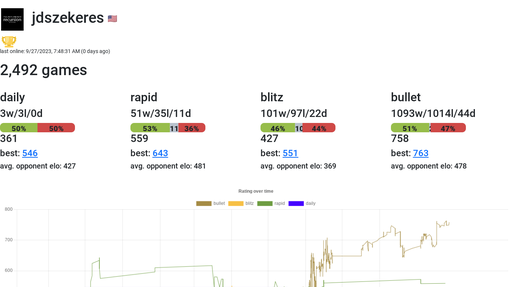 jdszekeres
last online: 9/27/2023, 7:48:31 AM (0 days ago)
2,492 games
daily rapid blitz bullet
3w/3l/0d 51w/35l/11d 101w/97l/22d 1093w/1014l/44d
50% 50% 53% 11 36% 46% 10 44% 51% 47%
361 559 427 758
best: 546 best: 643 best: 551 best: 763
avg. opponent elo: 427 avg. opponent elo: 481 avg. opponent elo: 369 avg. opponent elo: 478
Rating over time
bullet blitz rapid daily
800
700
600